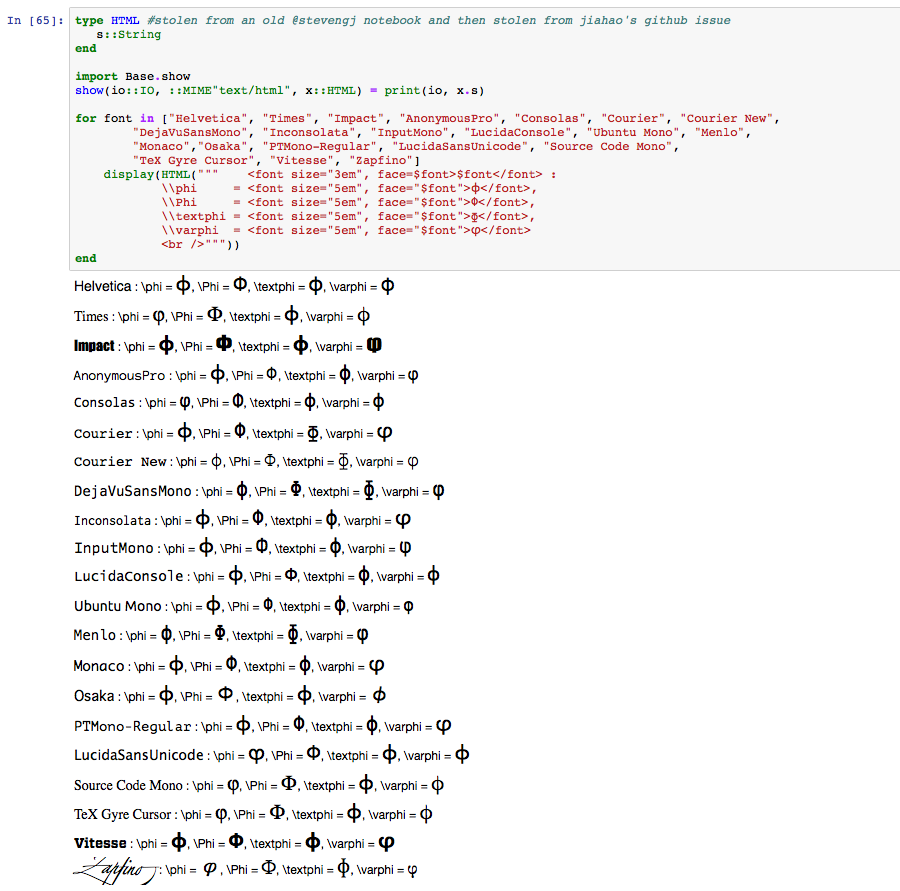 In [65]: type HTML #stolen from an old @stevengj notebook and then stolen from jiahao's github issue
s::String
end
import Base.show
show(io::IO, ::MIME"text/html", x::HTML) = print(io, x.s)
for font in ["Helvetica", "Times", "Impact", "AnonymousPro", "Consolas", "Courier", "Courier New",
"DejaVuSansMono", "Inconsolata", "InputMono", "LucidaConsole", "Ubuntu Mono", "Menlo",
"Monaco","Osaka", "PTMono-Regular", "LucidaSansUnicode", "Source Code Mono",
"TeX Gyre Cursor", "Vitesse", "Zapfino"]
display(HTML(""" <font size="3em", face=$font>$font</font> :
\\phi = <font size="5em", face="$font">ϕ</font>,
\\Phi = <font size="5em", face="$font">Φ</font>,
\\textphi = <font size="5em", face="$font">ɸ</font>,
\\varphi = <font size="5em", face="$font">φ</font>
<br />"""))
end
Helvetica : \phi = ϕ, \Phi = Φ, \textphi = ɸ, \varphi = ϕ
Times : \phi = φ, \Phi = Φ, \textphi = ɸ, \varphi = ϕ
Impact : \phi = ϕ, \Phi = Φ, \textphi = ɸ, \varphi = φ
AnonymousPro : \phi = ϕ, \Phi = Φ, \textphi = ɸ, \varphi = φ
Consolas : \phi = φ, \Phi = Φ, \textphi = ɸ, \varphi = ϕ
Courier : \phi = ϕ, \Phi = Φ, \textphi = ɸ, \varphi = φ
Courier New : \phi = ϕ, \Phi = Φ, \textphi = ɸ, \varphi = φ
DejaVuSansMono : \phi = ϕ, \Phi = Φ, \textphi = ɸ, \varphi = φ
Inconsolata : \phi = ϕ, \Phi = Φ, \textphi = ɸ, \varphi = φ
InputMono : \phi = ϕ, \Phi = Φ, \textphi = ɸ, \varphi = φ
LucidaConsole : \phi = ϕ, \Phi = Φ, \textphi = ɸ, \varphi = ϕ
Ubuntu Mono : \phi = ϕ, \Phi = Φ, \textphi = ɸ, \varphi = φ
Menlo : \phi = ϕ, \Phi = Φ, \textphi = ɸ, \varphi = φ
Monaco : \phi = ϕ, \Phi = Φ, \textphi = ɸ, \varphi = φ
Osaka : \phi = ϕ, \Phi = Φ, \textphi = ɸ, \varphi = ϕ
PTMono-Regular : \phi = ϕ, \Phi = Φ, \textphi = ɸ, \varphi = φ
LucidaSansUnicode : \phi = φ, \Phi = Φ, \textphi = ɸ, \varphi = ϕ
Source Code Mono : \phi = φ, \Phi = Φ, \textphi = ɸ, \varphi = ϕ
TeX Gyre Cursor : \phi = φ, \Phi = Φ, \textphi = ɸ, \varphi = ϕ
Vitesse : \phi = ϕ, \Phi = Φ, \textphi = ɸ, \varphi = φ
Zapfino : \phi = φ, \Phi = Φ, \textphi = ɸ, \varphi = φ